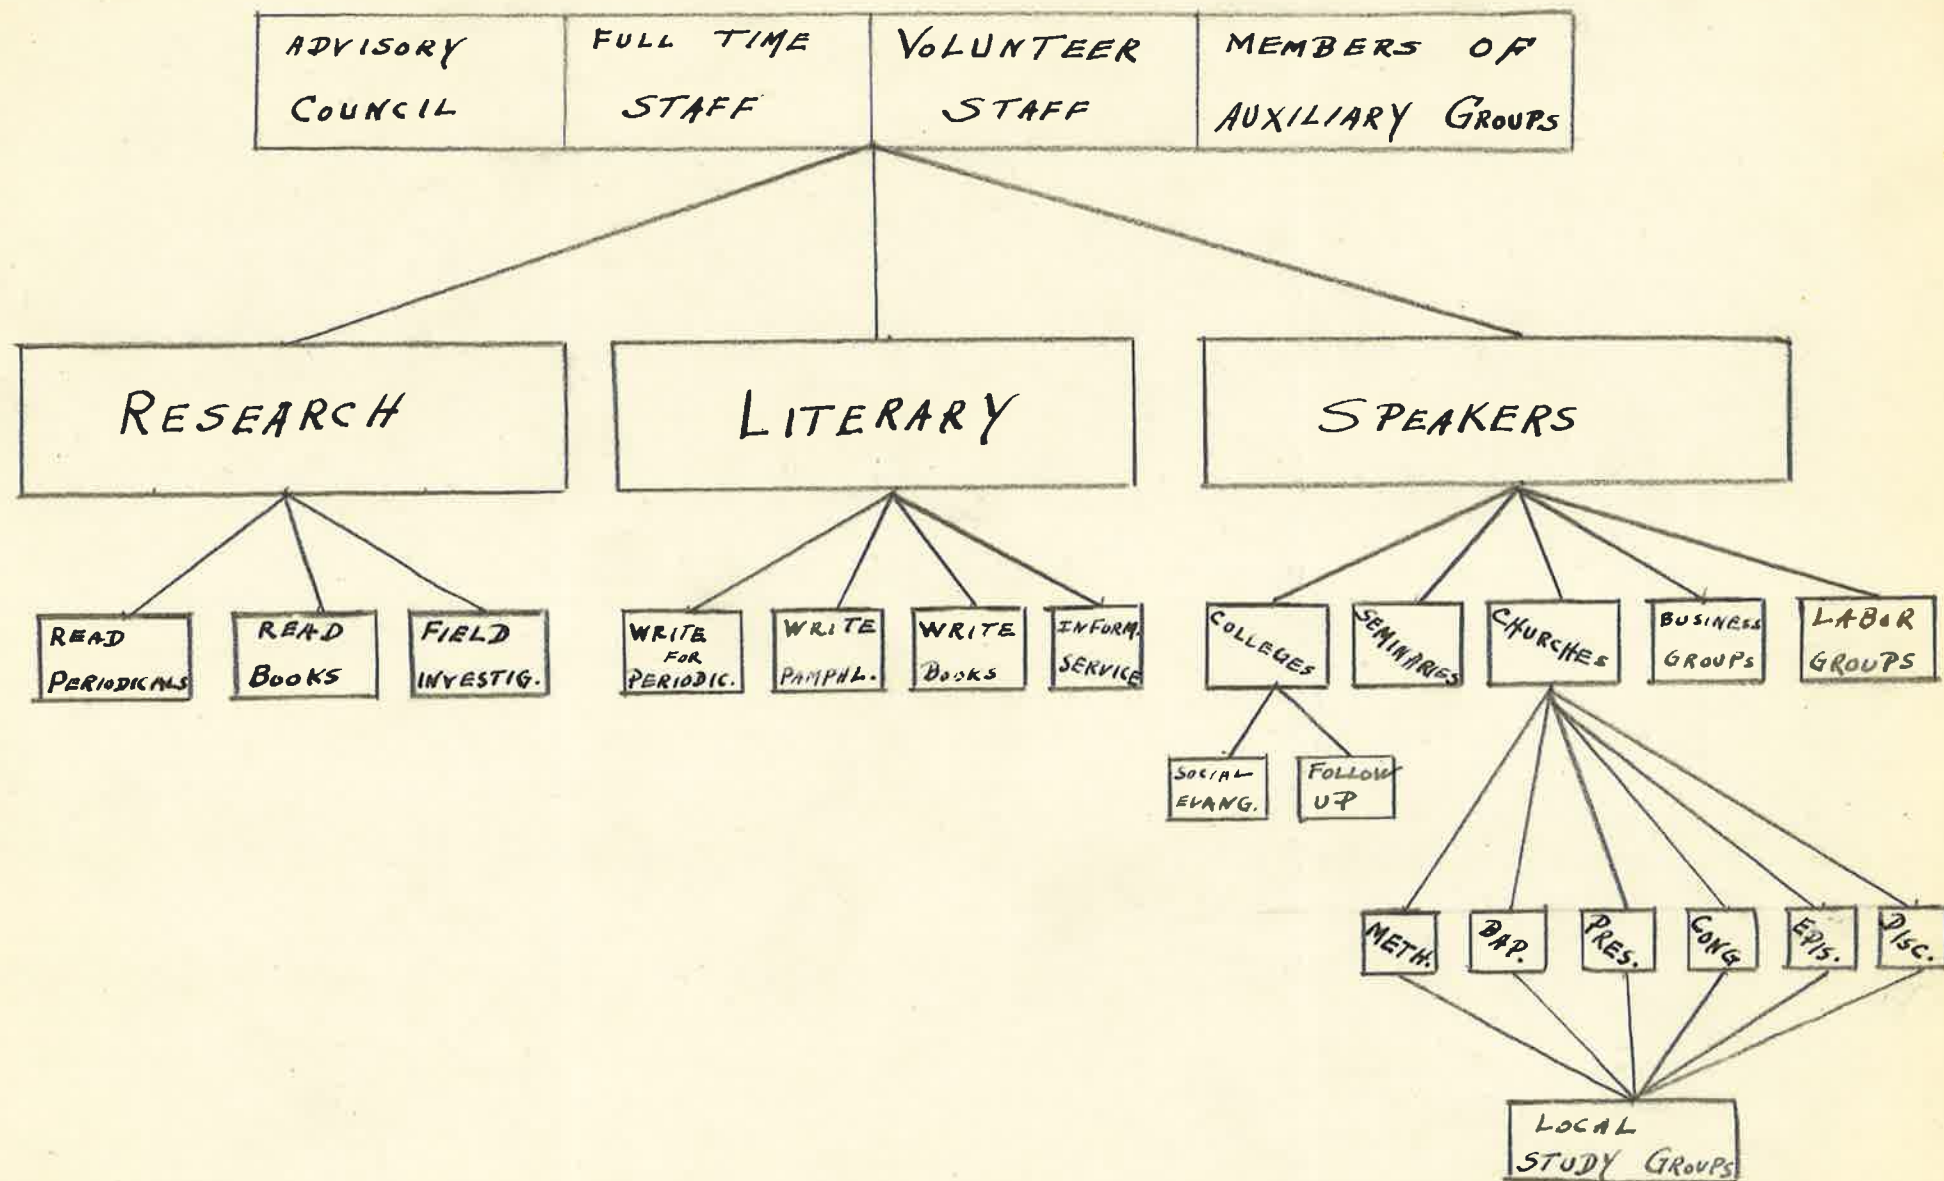 ADVISORY
COUNCIL
FULL TIME
STAFF
VOLUNTEER
STAFF
MEMBERS OF
AUXILIARY GROUPS
RESEARCH
LITERARY
SPEAKERS
READ
PERIODICALS
READ
BOOKS
FIELD
INVESTIG.
WRITE
FOR
PERIODIC.
WRITE
PAMPHL.
WRITE
BOOKS
INFORM.
SERVICE
COLLEGES
SEMINARIES
CHURCHES
BUSINESS
GROUPS
LABOR
GROUPS
SOCIAL
EVANG.
FOLLOW
UP
METH.
BAP.
PRES.
CONG
EPIS.
DISC.
LOCAL
STUDY GROUPS